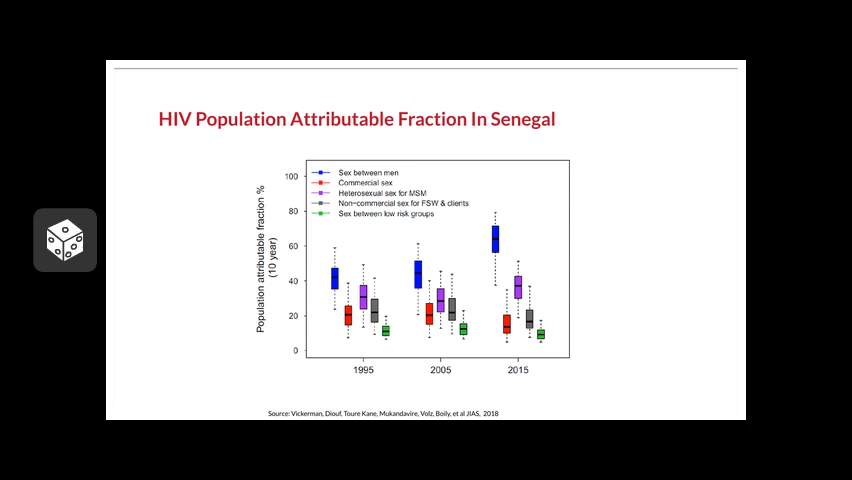 HIV Population Attributable Fraction In Senegal
Sex between men
Commercial sex
Heterosexual sex for MSM
Non−commercial sex for FSW & clients
Sex between low risk groups
Population attributable fraction %
(10 year)
100
80
60
40
20
0
1995
2005
2015
Source: Vickerman, Diouf, Toure Kane, Mukandavire, Volz, Boily, et al JIAS, 2018